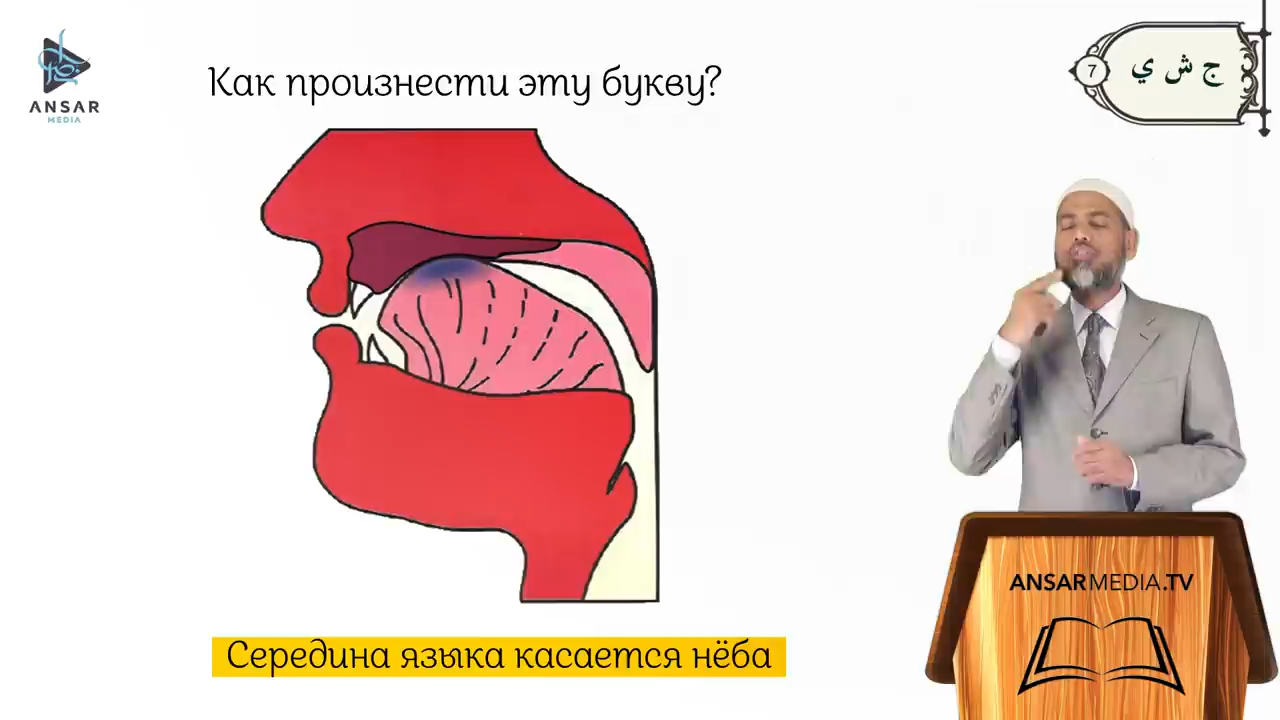 ANSAR
MEDIA
Как произнести эту букву?
7
ج ش ي
ANSARMEDIA.TV
Середина языка касается нёба